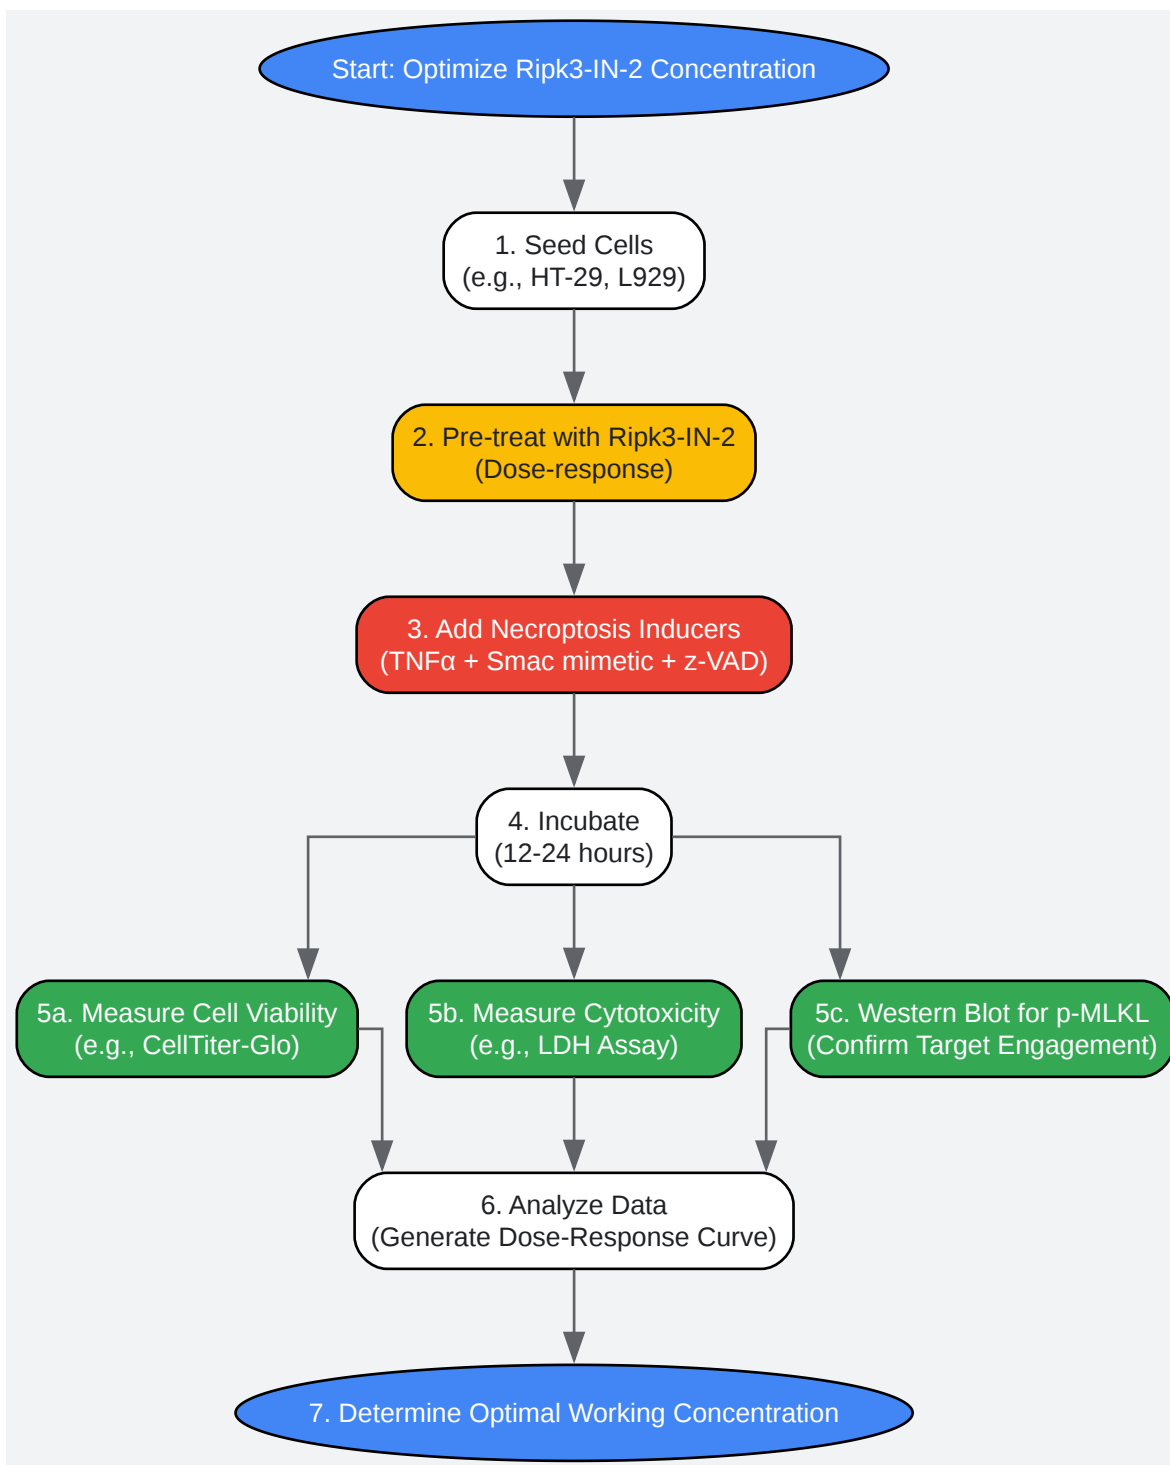 Start: Optimize Ripk3-IN-2 Concentration
1. Seed Cells
(e.g., HT-29, L929)
2. Pre-treat with Ripk3-IN-2
(Dose-response)
3. Add Necroptosis Inducers
(TNFα + Smac mimetic + z-VAD)
4. Incubate
(12-24 hours)
5a. Measure Cell Viability
(e.g., CellTiter-Glo)
5b. Measure Cytotoxicity
(e.g., LDH Assay)
5c. Western Blot for p-MLKL
(Confirm Target Engagement)
6. Analyze Data
(Generate Dose-Response Curve)
7. Determine Optimal Working Concentration